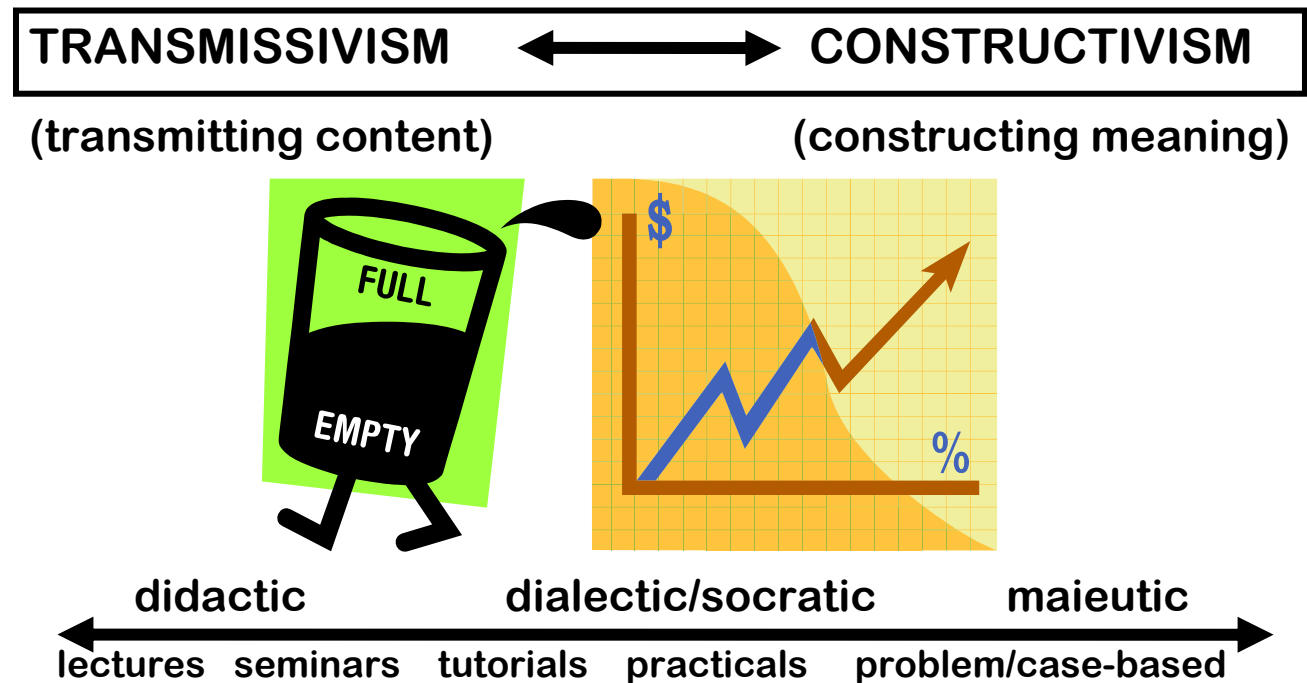 TRANSMISSIVISM CONSTRUCTIVISM
(transmitting content) (constructing meaning)
$
FULL
EMPTY
%
didactic dialectic/socratic maieutic
lectures seminars tutorials practicals problem/case-based